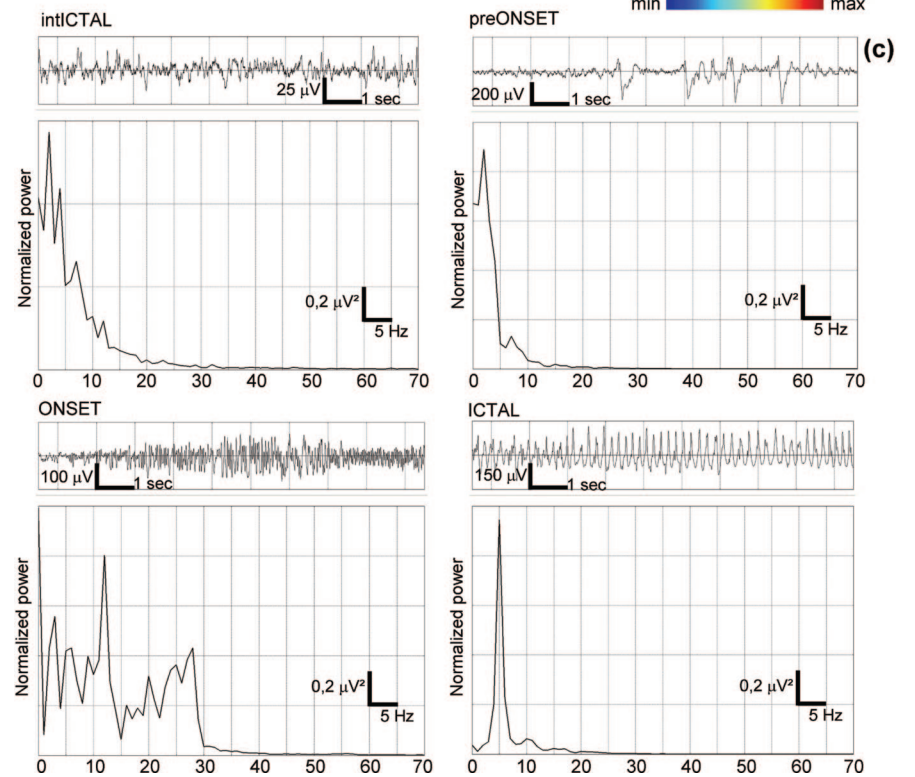 min max
intICTAL
preONSET
(c)
25 µV
1 sec
200 µV
1 sec
Normalized power
0,2 µV²
5 Hz
0 10 20 30 40 50 60 70
Normalized power
0,2 µV²
5 Hz
0 10 20 30 40 50 60 70
ONSET
ICTAL
100 µV
1 sec
150 µV
1 sec
Normalized power
0,2 µV²
5 Hz
0 10 20 30 40 50 60 70
Normalized power
0,2 µV²
5 Hz
0 10 20 30 40 50 60 70